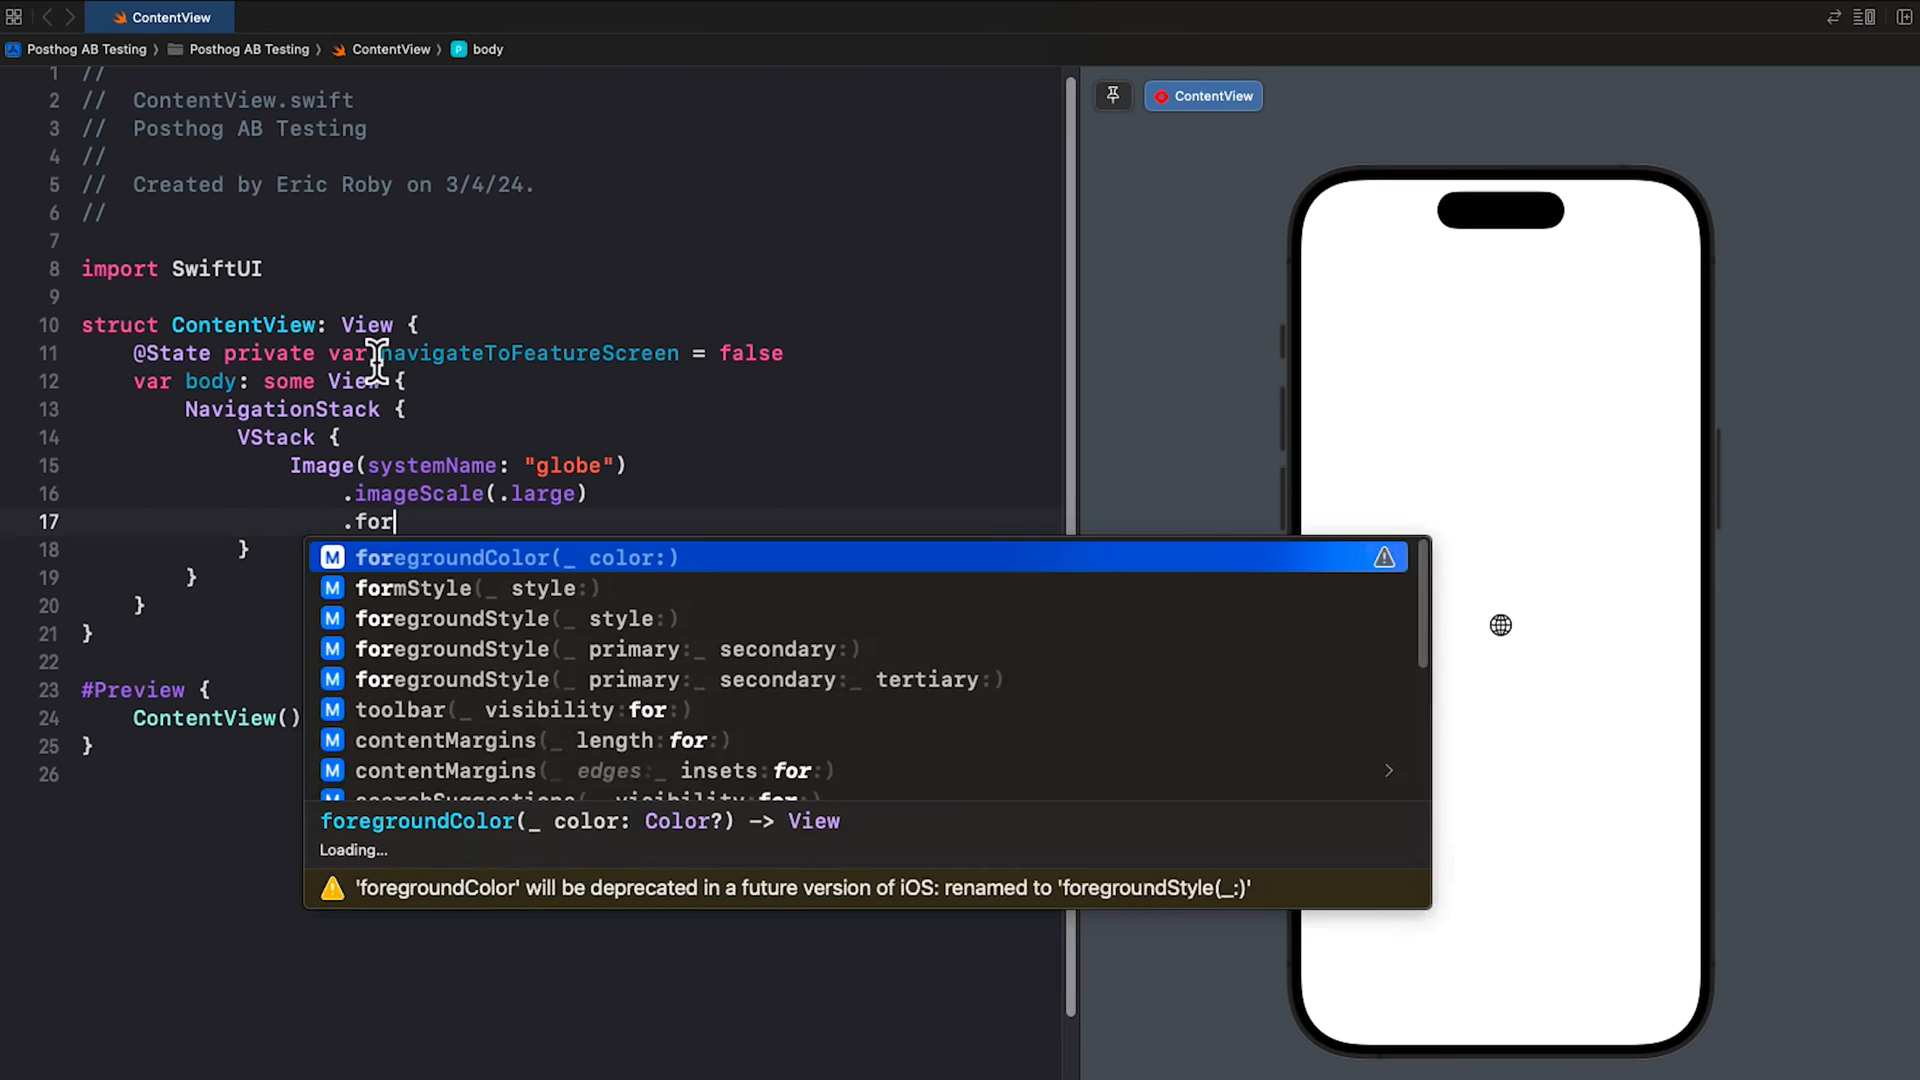 ContentView
Posthog AB Testing 〉 Posthog AB Testing 〉 ContentView 〉 P body
ContentView
1 //
2 // ContentView.swift
3 // Posthog AB Testing
4 //
5 // Created by Eric Roby on 3/4/24.
6 //
7
8 import SwiftUI
9
10 struct ContentView: View {
11 @State private var navigateToFeatureScreen = false
12 var body: some View {
13 NavigationStack {
14 VStack {
15 Image(systemName: "globe")
16 .imageScale(.large)
17 .for
18 }
19 }
20 }
21 }
22
23 #Preview {
24 ContentView()
25 }
26
M foregroundColor(_ color:)
M formStyle(_ style:)
M foregroundStyle(_ style:)
M foregroundStyle(_ primary:_ secondary:)
M foregroundStyle(_ primary:_ secondary:_ tertiary:)
M toolbar(_ visibility:for:)
M contentMargins(_ length:for:)
M contentMargins(_ edges:_ insets:for:)
M searchSuggestions(_ visibility:for:)
foregroundColor(_ color: Color?) -> View
Loading...
'foregroundColor' will be deprecated in a future version of iOS: renamed to 'foregroundStyle(_:)'